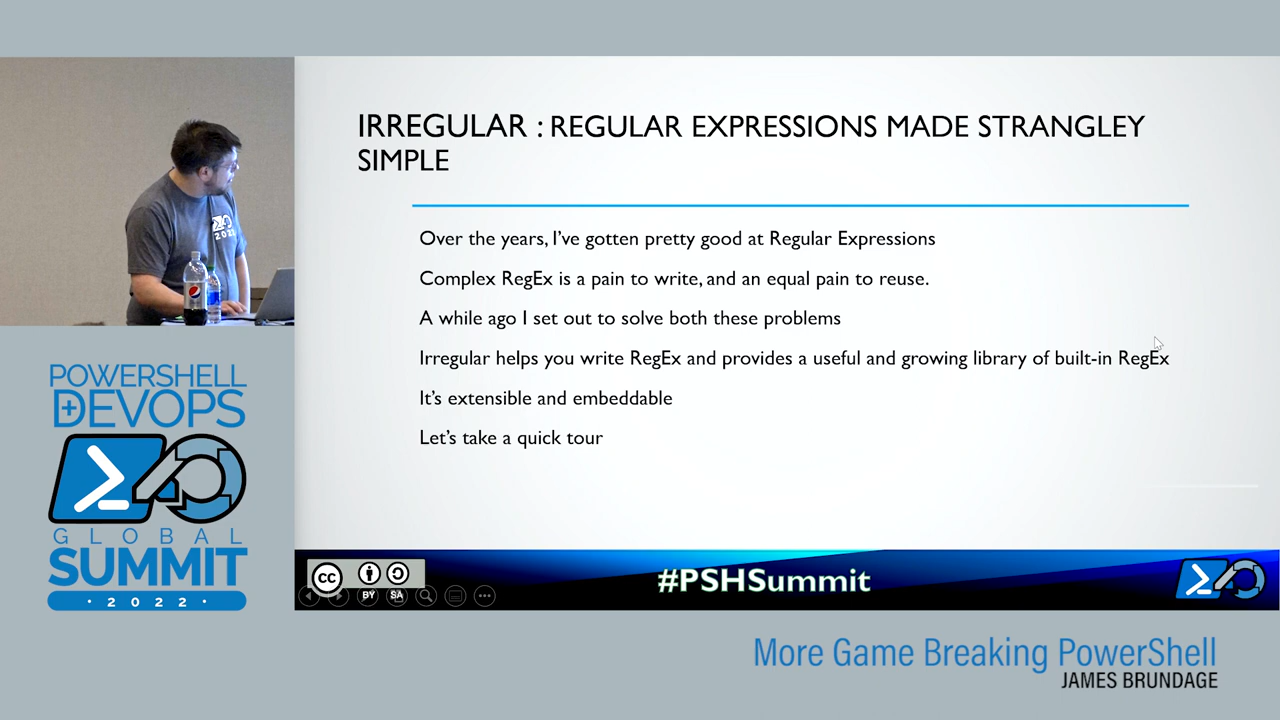 IRREGULAR : REGULAR EXPRESSIONS MADE STRANGLEY
SIMPLE
Over the years, I've gotten pretty good at Regular Expressions
Complex RegEx is a pain to write, and an equal pain to reuse.
A while ago I set out to solve both these problems
Irregular helps you write RegEx and provides a useful and growing library of built-in RegEx
It's extensible and embeddable
Let's take a quick tour
2022
POWERSHELL
+DEVOPS
GLOBAL
SUMMIT
· 2022 ·
CC
BY SA
#PSHSummit
More Game Breaking PowerShell
JAMES BRUNDAGE